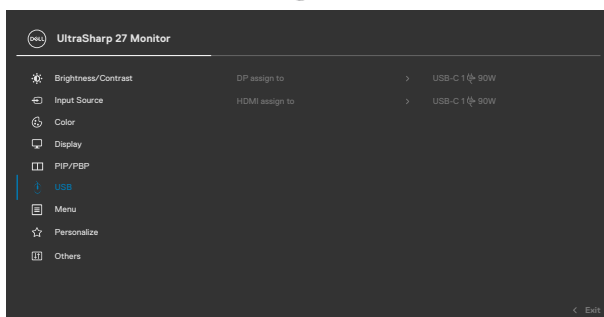 DELL UltraSharp 27 Monitor
Brightness/Contrast DP assign to > USB-C 1 90W
Input Source HDMI assign to > USB-C 1 90W
Color
Display
PIP/PBP
USB
Menu
Personalize
Others
< Exit